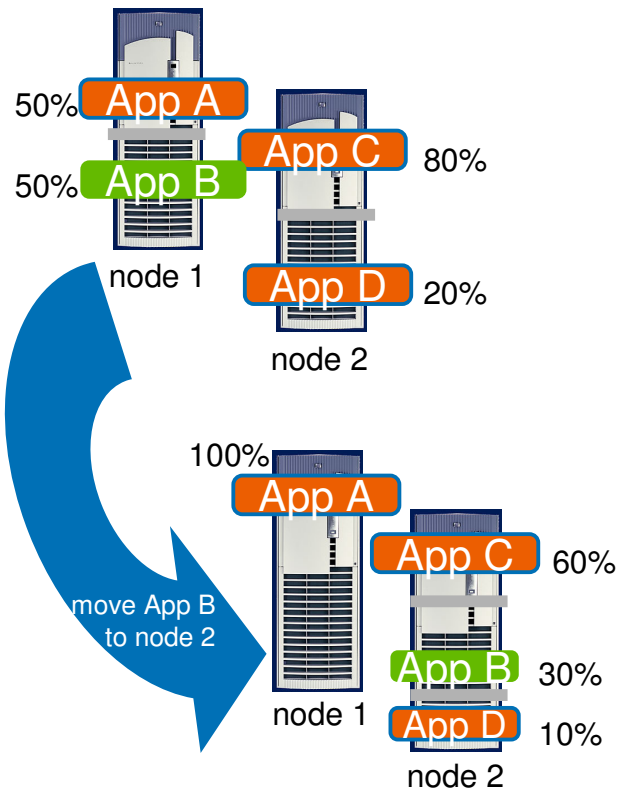 50%
App A
50%
App B
node 1
App C
80%
App D
20%
node 2
move App B
to node 2
100%
App A
node 1
App C
60%
App B
30%
App D
10%
node 2